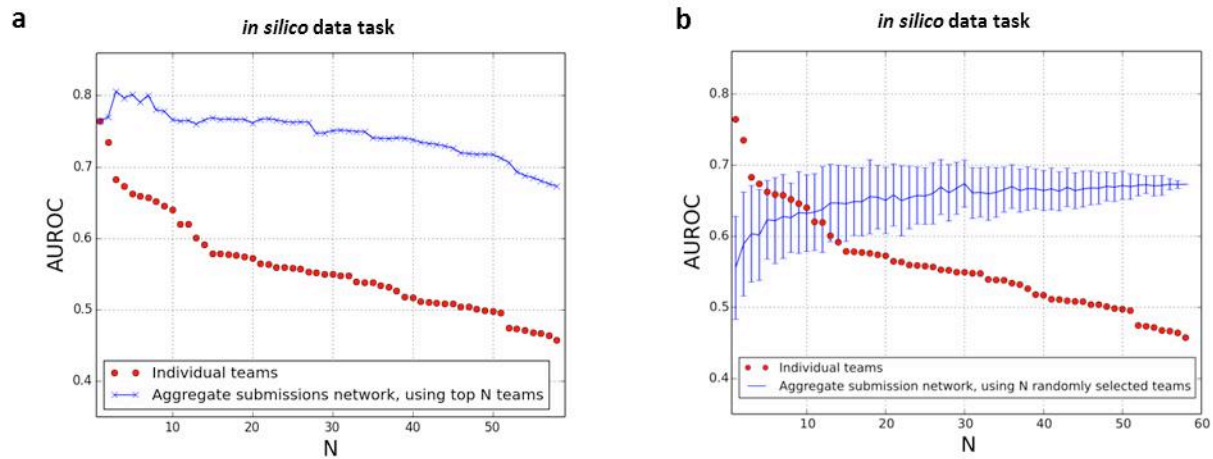 a
in silico data task
AUROC
0.8
0.7
0.6
0.5
0.4
Individual teams
Aggregate submissions network, using top N teams
10
20
30
40
50
N
b
in silico data task
AUROC
0.8
0.7
0.6
0.5
0.4
Individual teams
Aggregate submission network, using N randomly selected teams
10
20
30
40
50
60
N